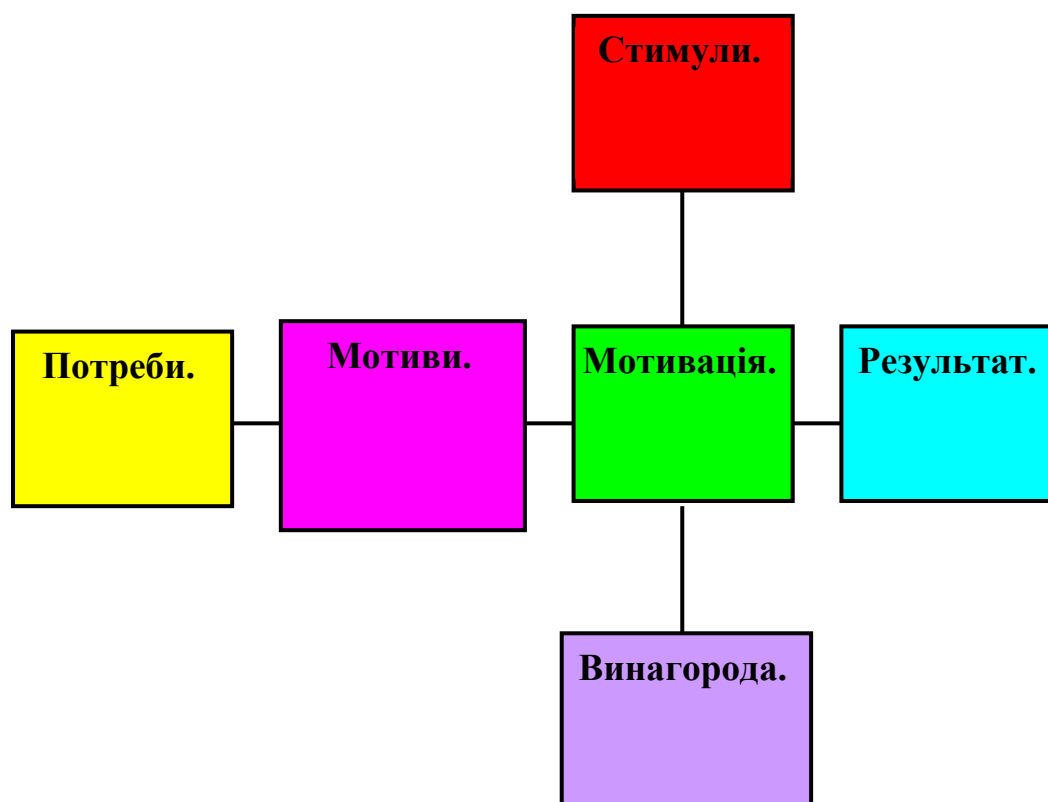 Стимули.
Потреби.
Мотиви.
Мотивація.
Результат.
Винагорода.